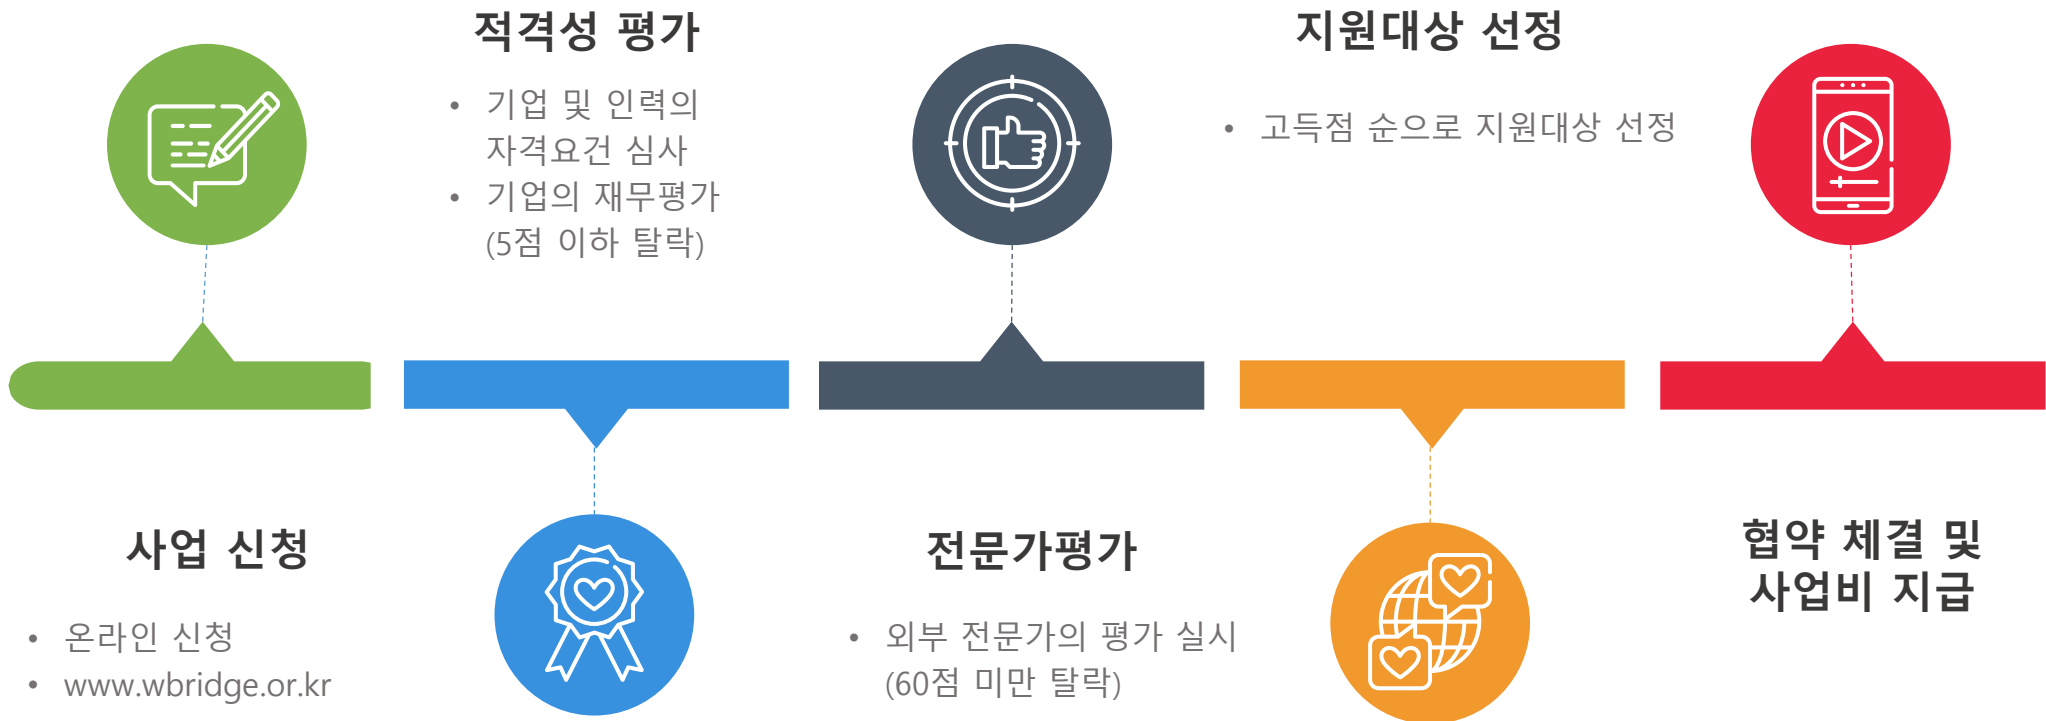 사업 신청
• 온라인 신청
• www.wbridge.or.kr
적격성 평가
• 기업 및 인력의
자격요건 심사
• 기업의 재무평가
(5점 이하 탈락)
전문가평가
• 외부 전문가의 평가 실시
(60점 미만 탈락)
지원대상 선정
• 고득점 순으로 지원대상 선정
협약 체결 및
사업비 지급